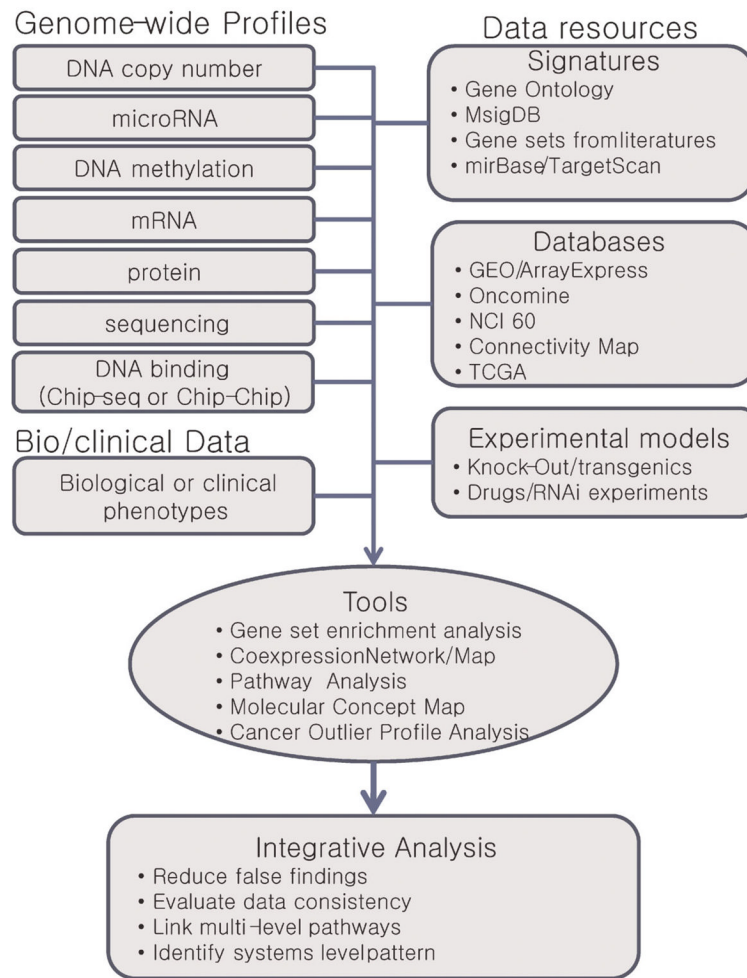 Genome-wide Profiles
DNA copy number
microRNA
DNA methylation
mRNA
protein
sequencing
DNA binding
(Chip-seq or Chip-Chip)
Bio/clinical Data
Biological or clinical
phenotypes
Data resources
Signatures
• Gene Ontology
• MsigDB
• Gene sets fromliteratures
• mirBase/TargetScan
Databases
• GEO/ArrayExpress
• Oncomine
• NCI 60
• Connectivity Map
• TCGA
Experimental models
• Knock-Out/transgenics
• Drugs/RNAi experiments
Tools
• Gene set enrichment analysis
• CoexpressionNetwork/Map
• Pathway Analysis
• Molecular Concept Map
• Cancer Outlier Profile Analysis
Integrative Analysis
• Reduce false findings
• Evaluate data consistency
• Link multi-level pathways
• Identify systems levelpattern